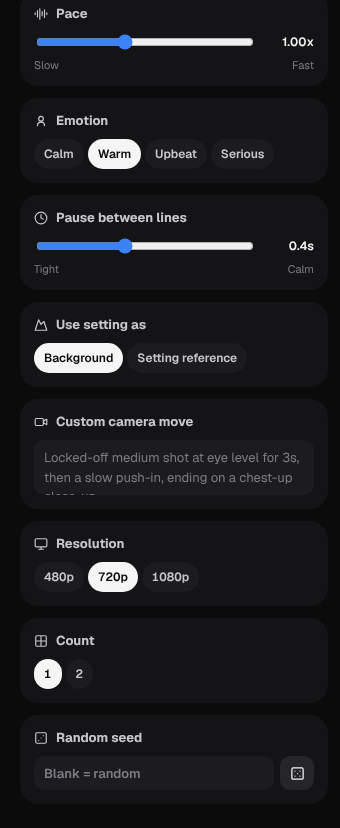 Pace
1.00x
Slow Fast
Emotion
Calm Warm Upbeat Serious
Pause between lines
0.4s
Tight Calm
Use setting as
Background Setting reference
Custom camera move
Locked-off medium shot at eye level for 3s,
then a slow push-in, ending on a chest-up
Resolution
480p 720p 1080p
Count
1 2
Random seed
Blank = random